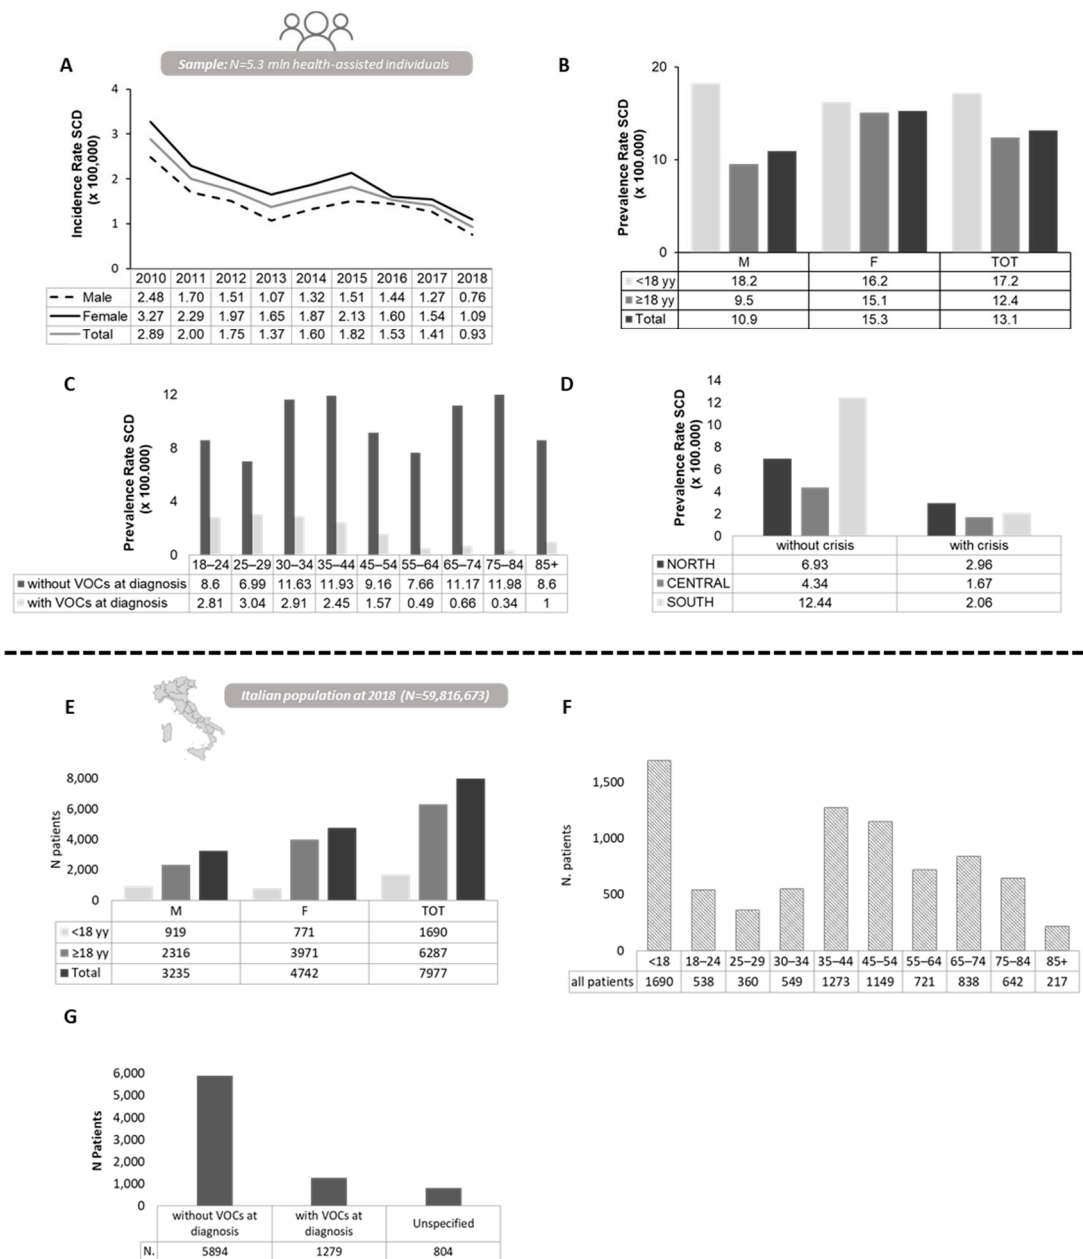 Sample: N=5.3 mln health-assisted individuals
A
Incidence Rate SCD
(x 100,000)
4
3
2
1
0
2010 2011 2012 2013 2014 2015 2016 2017 2018
Male 2.48 1.70 1.51 1.07 1.32 1.51 1.44 1.27 0.76
Female 3.27 2.29 1.97 1.65 1.87 2.13 1.60 1.54 1.09
Total 2.89 2.00 1.75 1.37 1.60 1.82 1.53 1.41 0.93
B
Prevalence Rate SCD
(x 100.000)
20
10
0
M F TOT
<18 yy 18.2 16.2 17.2
≥18 yy 9.5 15.1 12.4
Total 10.9 15.3 13.1
C
Prevalence Rate SCD
(x 100.000)
12
8
4
0
18–24 25–29 30–34 35–44 45–54 55–64 65–74 75–84 85+
without VOCs at diagnosis 8.6 6.99 11.63 11.93 9.16 7.66 11.17 11.98 8.6
with VOCs at diagnosis 2.81 3.04 2.91 2.45 1.57 0.49 0.66 0.34 1
D
Prevalence Rate SCD
(x 100.000)
14
12
10
8
6
4
2
0
without crisis with crisis
NORTH 6.93 2.96
CENTRAL 4.34 1.67
SOUTH 12.44 2.06
Italian population at 2018 (N=59,816,673)
E
N patients
8,000
6,000
4,000
2,000
0
M F TOT
<18 yy 919 771 1690
≥18 yy 2316 3971 6287
Total 3235 4742 7977
F
N. patients
1,500
1,000
500
0
<18 18–24 25–29 30–34 35–44 45–54 55–64 65–74 75–84 85+
all patients 1690 538 360 549 1273 1149 721 838 642 217
G
N Patients
6,000
5,000
4,000
3,000
2,000
1,000
0
without VOCs at
diagnosis
with VOCs at
diagnosis
Unspecified
N. 5894 1279 804